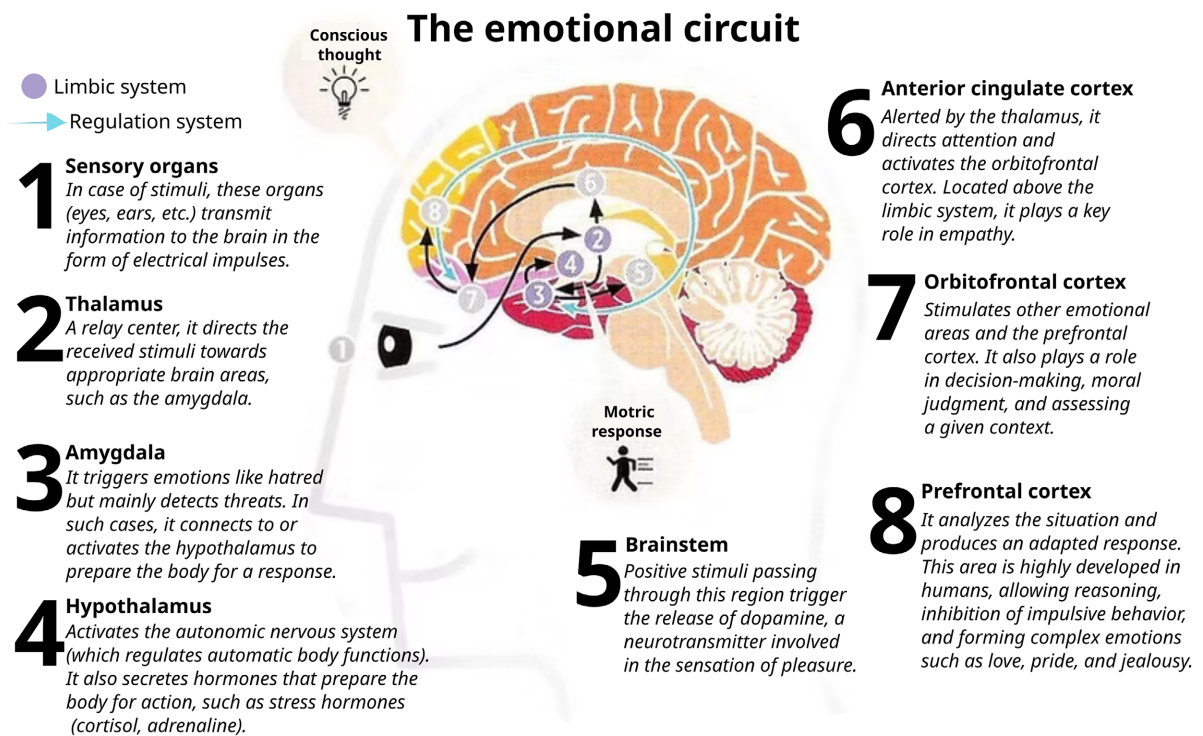 The emotional circuit
Conscious
thought
Limbic system
Regulation system
1
Sensory organs
In case of stimuli, these organs
(eyes, ears, etc.) transmit
information to the brain in the
form of electrical impulses.
2
Thalamus
A relay center, it directs the
received stimuli towards
appropriate brain areas,
such as the amygdala.
3
Amygdala
It triggers emotions like hatred
but mainly detects threats. In
such cases, it connects to or
activates the hypothalamus to
prepare the body for a response.
4
Hypothalamus
Activates the autonomic nervous system
(which regulates automatic body functions).
It also secretes hormones that prepare the
body for action, such as stress hormones
(cortisol, adrenaline).
6
8
2
4
5
3
7
1
Motric
response
5
Brainstem
Positive stimuli passing
through this region trigger
the release of dopamine, a
neurotransmitter involved
in the sensation of pleasure.
6
Anterior cingulate cortex
Alerted by the thalamus, it
directs attention and
activates the orbitofrontal
cortex. Located above the
limbic system, it plays a key
role in empathy.
7
Orbitofrontal cortex
Stimulates other emotional
areas and the prefrontal
cortex. It also plays a role
in decision-making, moral
judgment, and assessing
a given context.
8
Prefrontal cortex
It analyzes the situation and
produces an adapted response.
This area is highly developed in
humans, allowing reasoning,
inhibition of impulsive behavior,
and forming complex emotions
such as love, pride, and jealousy.